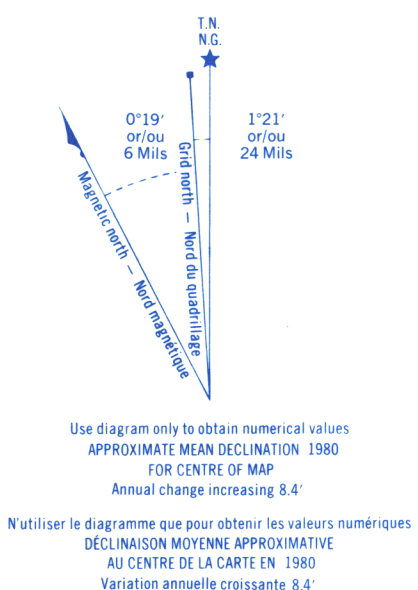 T.N.
N.G.
0°19′
or/ou
6 Mils
1°21′
or/ou
24 Mils
Grid north — Nord du quadrillage
Magnetic north — Nord magnétique
Use diagram only to obtain numerical values
APPROXIMATE MEAN DECLINATION 1980
FOR CENTRE OF MAP
Annual change increasing 8.4′
N'utiliser le diagramme que pour obtenir les valeurs numériques
DÉCLINAISON MOYENNE APPROXIMATIVE
AU CENTRE DE LA CARTE EN 1980
Variation annuelle croissante 8.4′